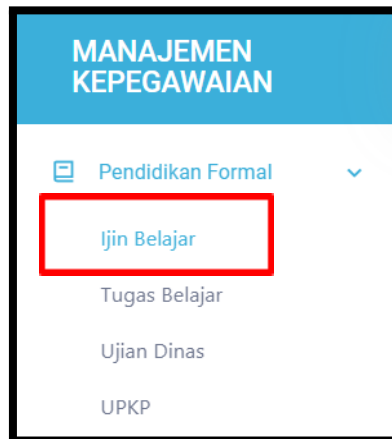 MANAJEMEN
KEPEGAWAIAN
Pendidikan Formal
Ijin Belajar
Tugas Belajar
Ujian Dinas
UPKP